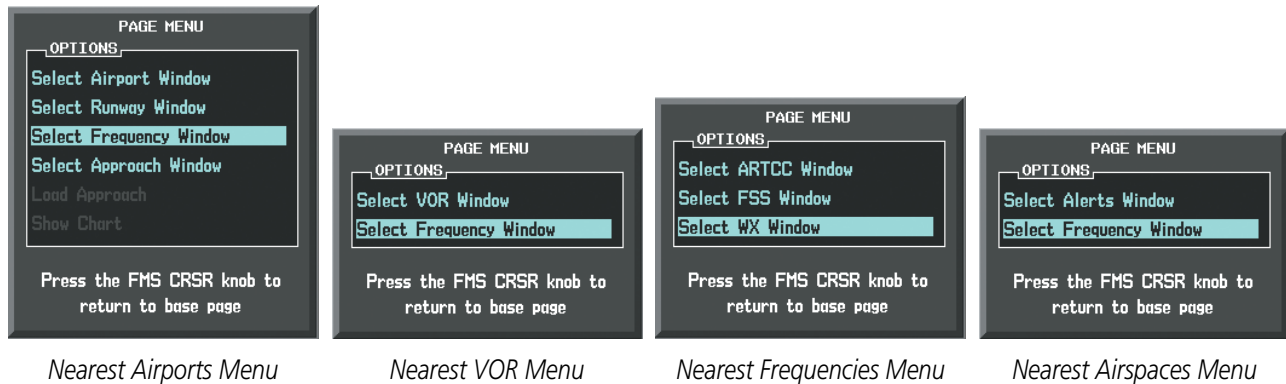 PAGE MENU
OPTIONS
Select Airport Window
Select Runway Window
Select Frequency Window
Select Approach Window
Load Approach
Show Chart
Press the FMS CRSR knob to
return to base page
Nearest Airports Menu
PAGE MENU
OPTIONS
Select VOR Window
Select Frequency Window
Press the FMS CRSR knob to
return to base page
Nearest VOR Menu
PAGE MENU
OPTIONS
Select ARTCC Window
Select FSS Window
Select WX Window
Press the FMS CRSR knob to
return to base page
Nearest Frequencies Menu
PAGE MENU
OPTIONS
Select Alerts Window
Select Frequency Window
Press the FMS CRSR knob to
return to base page
Nearest Airspaces Menu